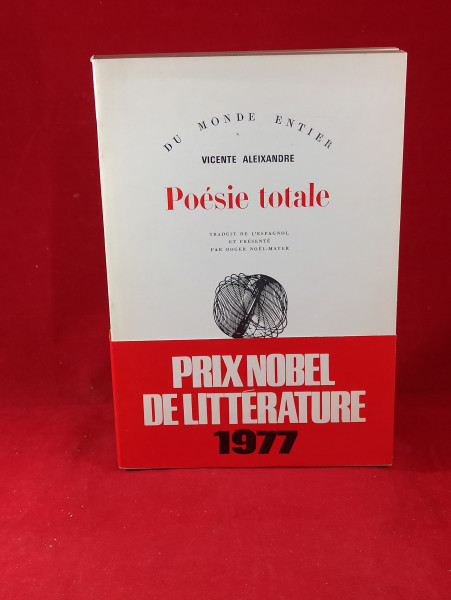 DU MONDE ENTIER
VICENTE ALEIXANDRE
Poésie totale
TRADUIT DE L'ESPAGNOL
ET PRÉSENTÉ
PAR ROGER NOËL-MAYER
PRIX NOBEL
DE LITTÉRATURE
1977